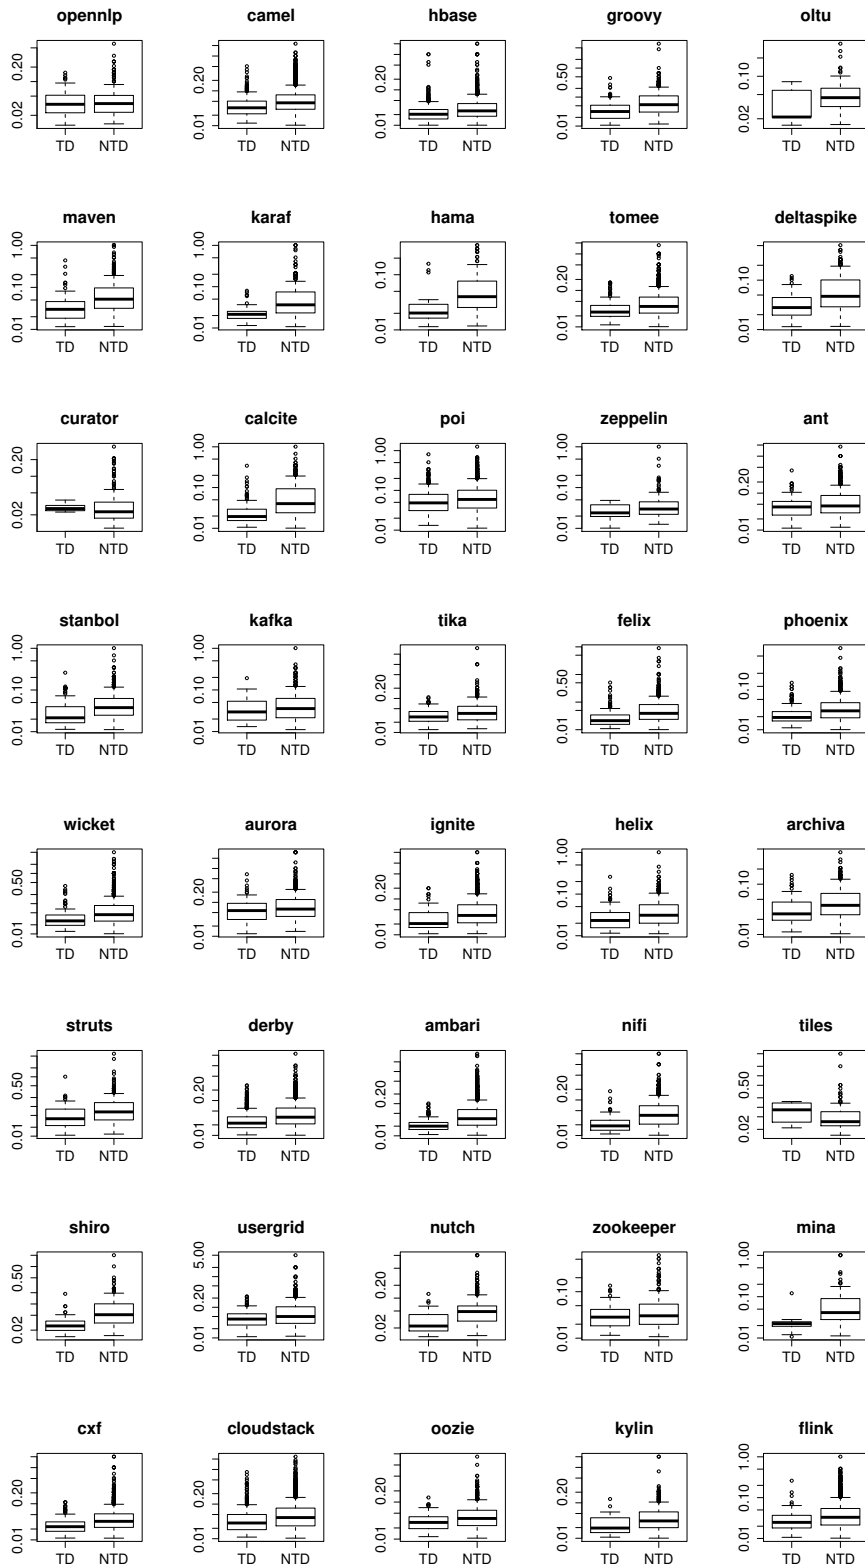 opennlp
0.20
0.02
TD NTD
camel
0.20
0.01
TD NTD
hbase
0.20
0.01
TD NTD
groovy
0.50
0.01
TD NTD
oltu
0.10
0.02
TD NTD
maven
1.00
0.10
0.01
TD NTD
karaf
1.00
0.10
0.01
TD NTD
hama
0.10
0.01
TD NTD
tomee
0.20
0.01
TD NTD
deltaspike
0.10
0.01
TD NTD
curator
0.20
0.02
TD NTD
calcite
1.00
0.10
0.01
TD NTD
poi
1.00
0.10
0.01
TD NTD
zeppelin
1.00
0.10
0.01
TD NTD
ant
0.20
0.01
TD NTD
stanbol
1.00
0.10
0.01
TD NTD
kafka
1.00
0.10
0.01
TD NTD
tika
0.20
0.01
TD NTD
felix
0.50
0.01
TD NTD
phoenix
0.10
0.01
TD NTD
wicket
0.50
0.01
TD NTD
aurora
0.20
0.01
TD NTD
ignite
0.20
0.01
TD NTD
helix
1.00
0.10
0.01
TD NTD
archiva
0.10
0.01
TD NTD
struts
0.50
0.01
TD NTD
derby
0.20
0.01
TD NTD
ambari
0.20
0.01
TD NTD
nifi
0.20
0.01
TD NTD
tiles
0.50
0.02
TD NTD
shiro
0.50
0.02
TD NTD
usergrid
5.00
0.20
0.01
TD NTD
nutch
0.20
0.02
TD NTD
zookeeper
0.10
0.01
TD NTD
mina
1.00
0.10
0.01
TD NTD
cxf
0.20
0.01
TD NTD
cloudstack
0.20
0.01
TD NTD
oozie
0.20
0.01
TD NTD
kylin
0.20
0.01
TD NTD
flink
1.00
0.10
0.01
TD NTD